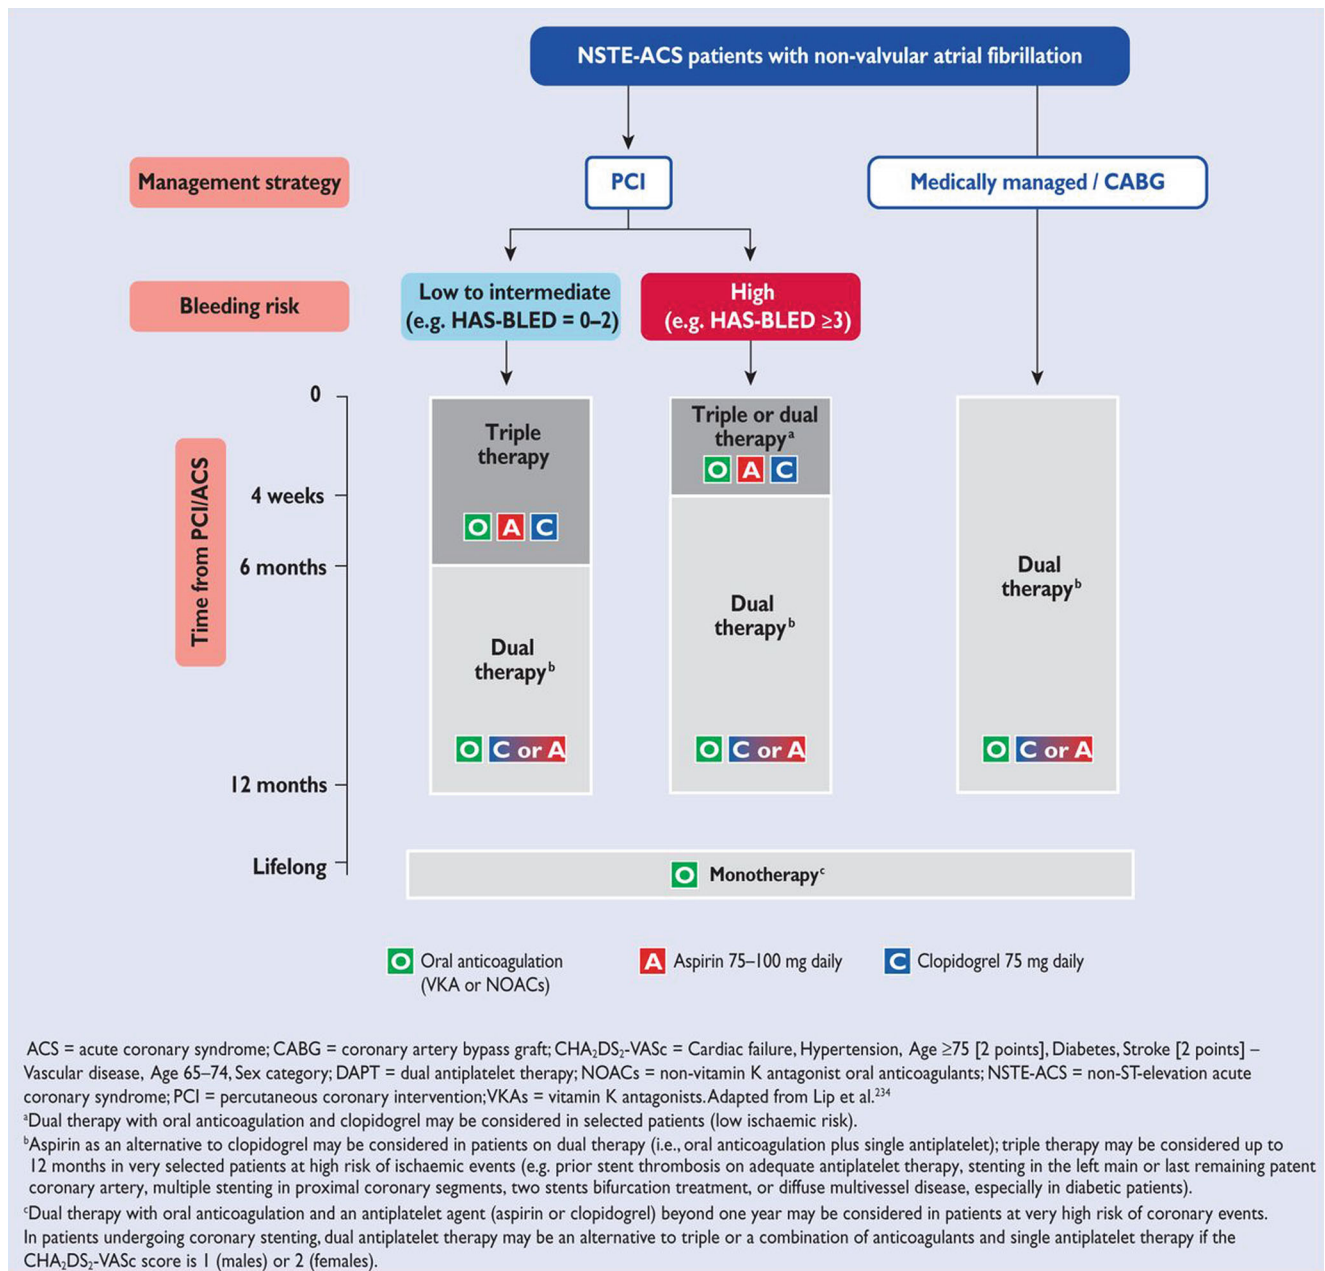 NSTE-ACS patients with non-valvular atrial fibrillation
Management strategy
PCI
Medically managed / CABG
Bleeding risk
Low to intermediate
(e.g. HAS-BLED = 0–2)
High
(e.g. HAS-BLED ≥3)
Time from PCI/ACS
0
4 weeks
6 months
12 months
Lifelong
Triple
therapy
O A C
Dual
therapyᵇ
O C or A
Triple or dual
therapyᵃ
O A C
Dual
therapyᵇ
O C or A
Dual
therapyᵇ
O C or A
O Monotherapyᶜ
O Oral anticoagulation
(VKA or NOACs)
A Aspirin 75–100 mg daily
C Clopidogrel 75 mg daily
ACS = acute coronary syndrome; CABG = coronary artery bypass graft; CHA₂DS₂-VASc = Cardiac failure, Hypertension, Age ≥75 [2 points], Diabetes, Stroke [2 points] –
Vascular disease, Age 65–74, Sex category; DAPT = dual antiplatelet therapy; NOACs = non-vitamin K antagonist oral anticoagulants; NSTE-ACS = non-ST-elevation acute
coronary syndrome; PCI = percutaneous coronary intervention; VKAs = vitamin K antagonists. Adapted from Lip et al.²³⁴
ᵃDual therapy with oral anticoagulation and clopidogrel may be considered in selected patients (low ischaemic risk).
ᵇAspirin as an alternative to clopidogrel may be considered in patients on dual therapy (i.e., oral anticoagulation plus single antiplatelet); triple therapy may be considered up to
12 months in very selected patients at high risk of ischaemic events (e.g. prior stent thrombosis on adequate antiplatelet therapy, stenting in the left main or last remaining patent
coronary artery, multiple stenting in proximal coronary segments, two stents bifurcation treatment, or diffuse multivessel disease, especially in diabetic patients).
ᶜDual therapy with oral anticoagulation and an antiplatelet agent (aspirin or clopidogrel) beyond one year may be considered in patients at very high risk of coronary events.
In patients undergoing coronary stenting, dual antiplatelet therapy may be an alternative to triple or a combination of anticoagulants and single antiplatelet therapy if the
CHA₂DS₂-VASc score is 1 (males) or 2 (females).